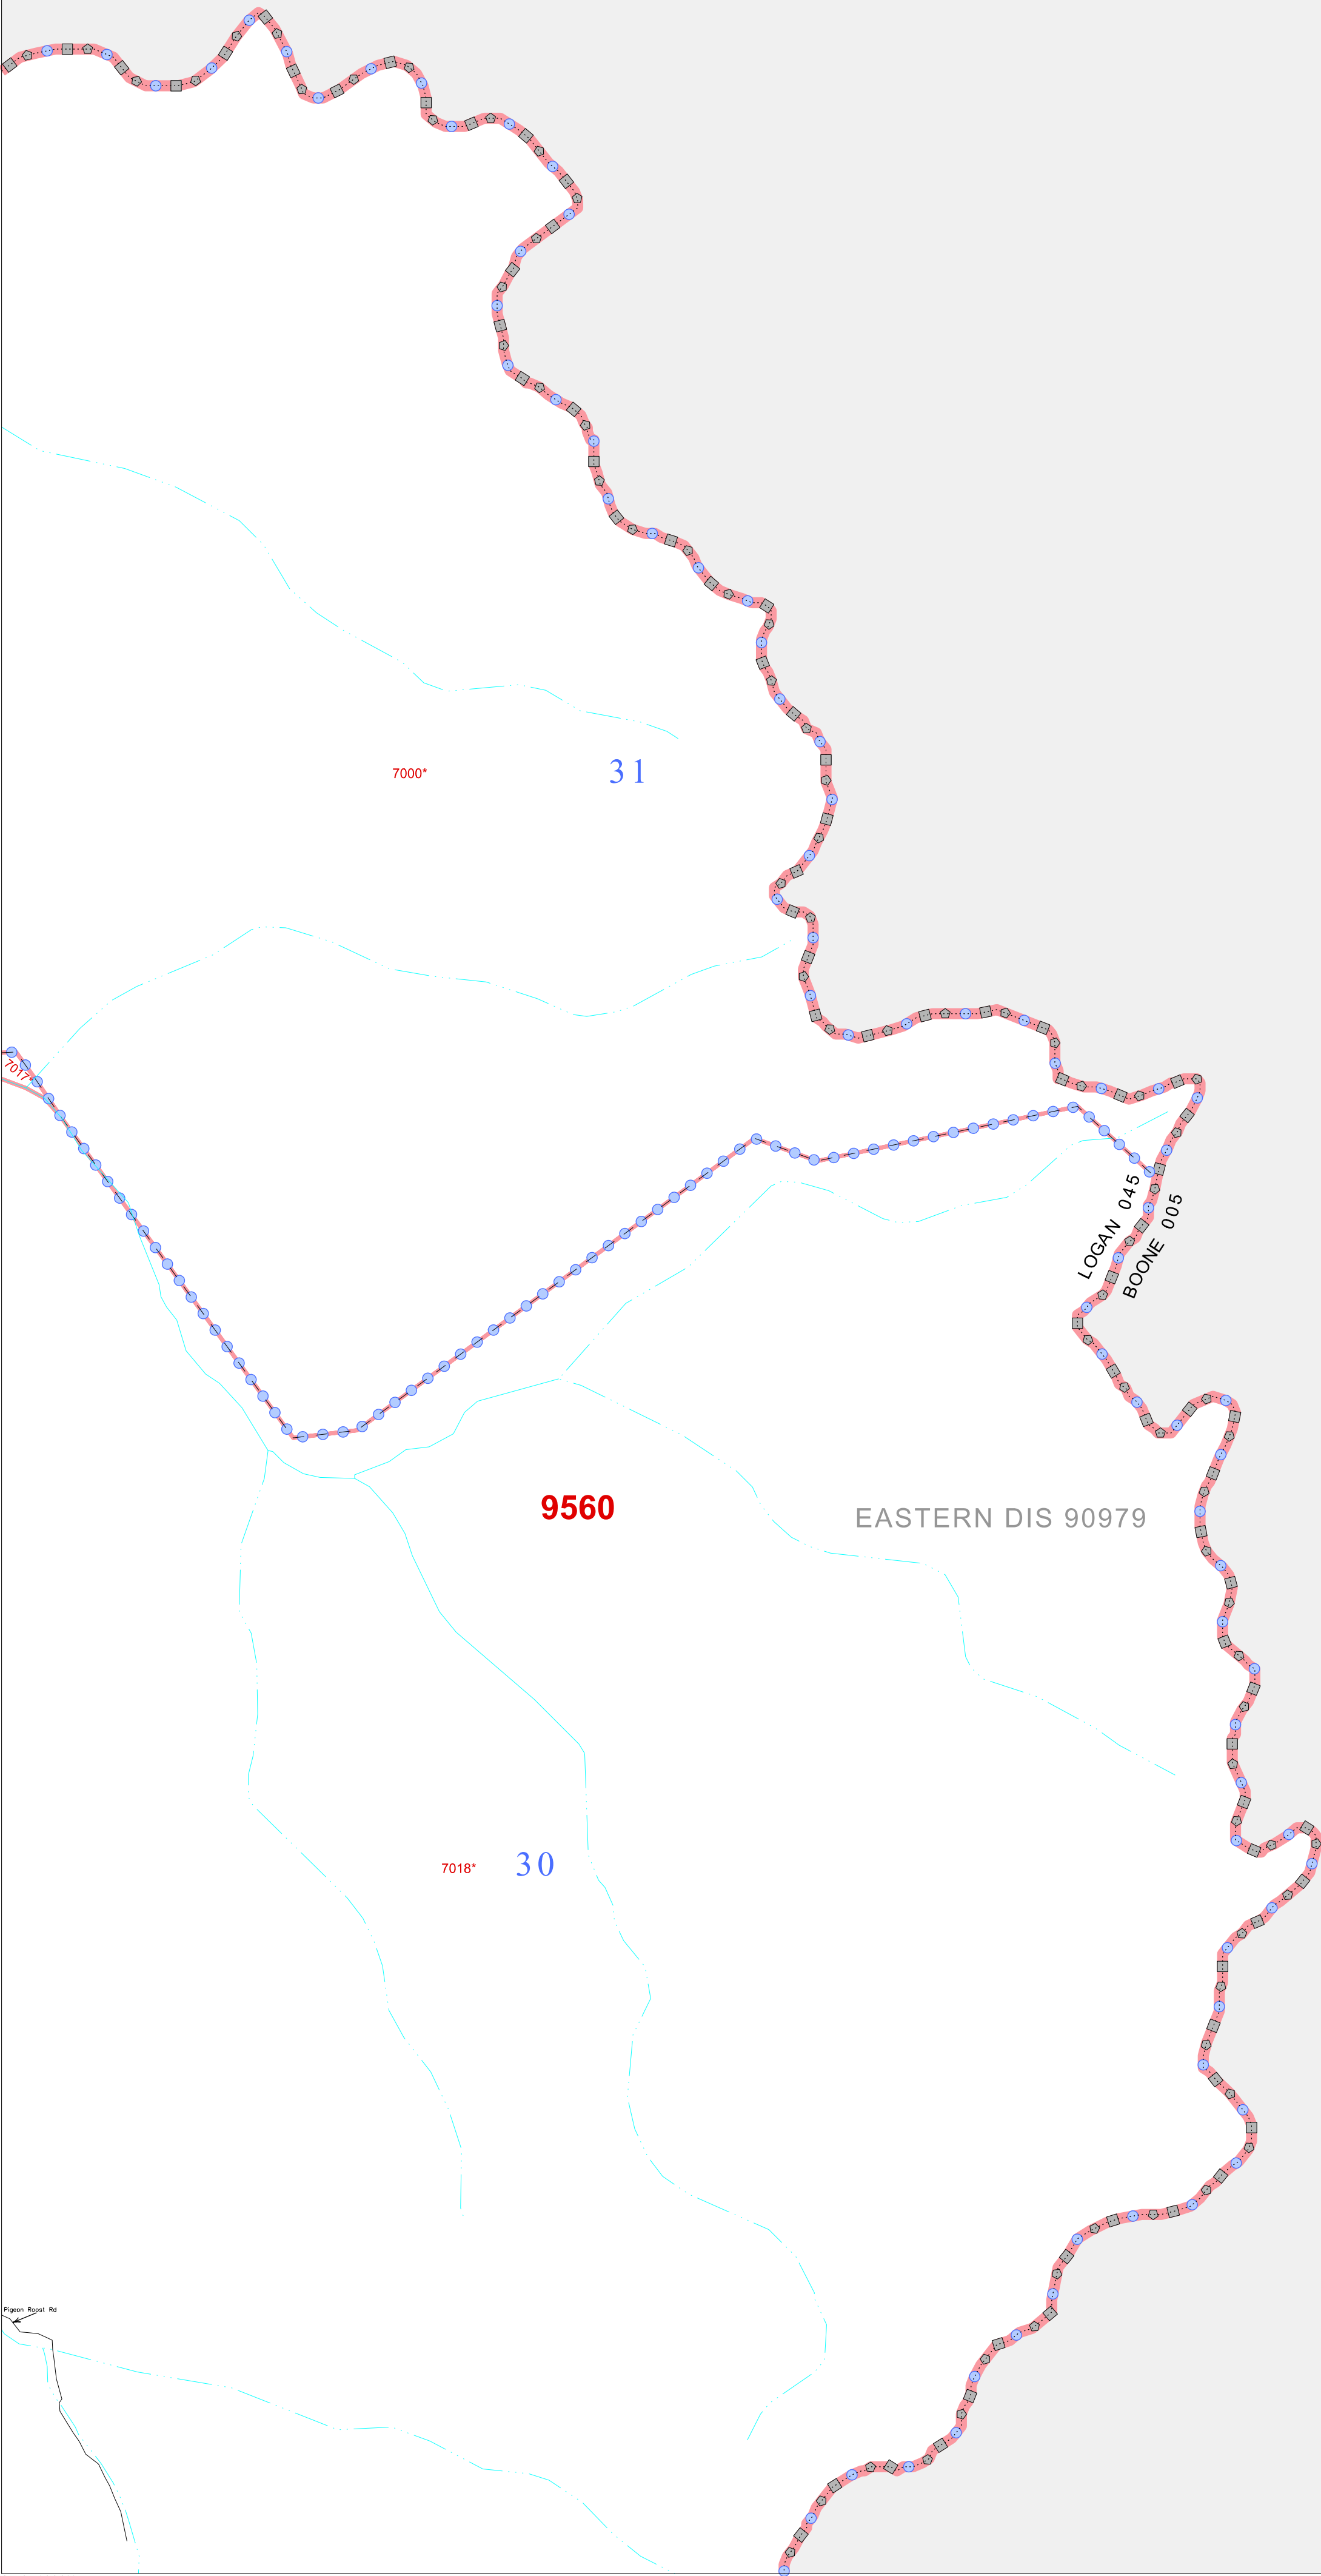 7000*
31
7017*
LOGAN 045
BOONE 005
9560
EASTERN DIS 90979
7018*
30
Pigeon Roost Rd